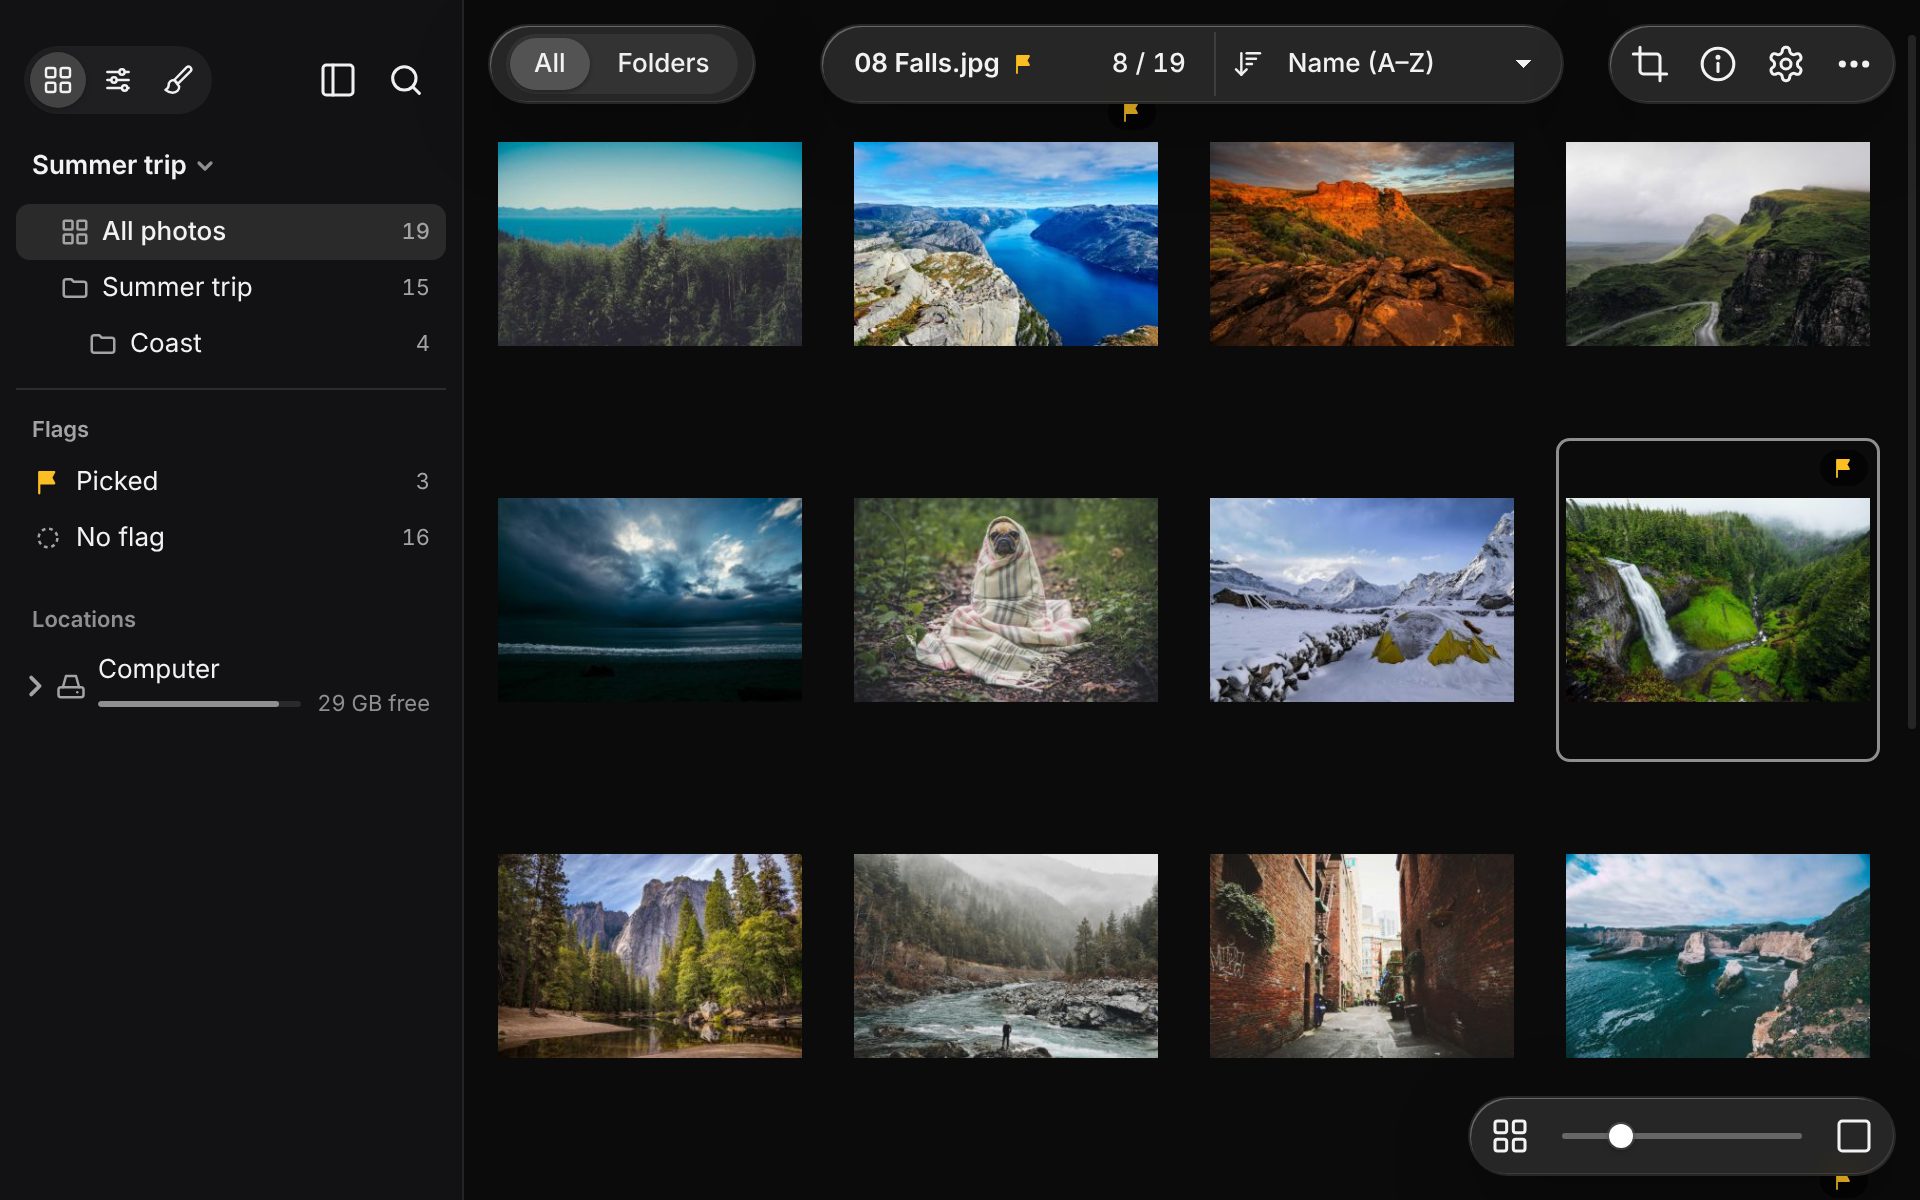 Summer trip
All photos 19
Summer trip 15
Coast 4
Flags
Picked 3
No flag 16
Locations
Computer
29 GB free
All Folders
08 Falls.jpg 8 / 19 Name (A–Z)